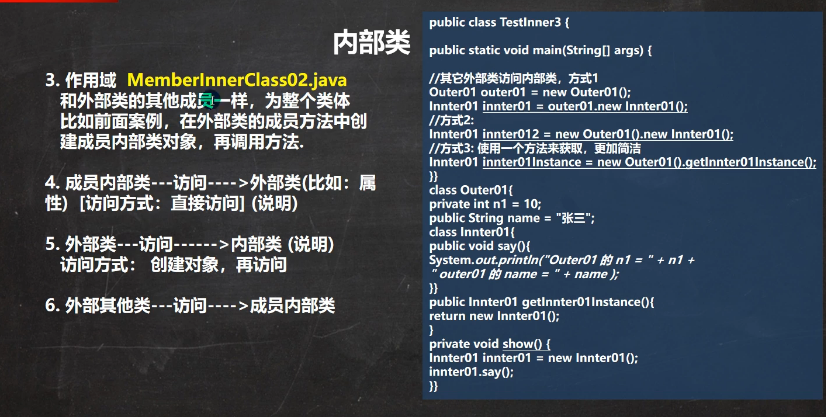 内部类
3. 作用域 MemberInnerClass02.java
和外部类的其他成员一样，为整个类体
比如前面案例，在外部类的成员方法中创
建成员内部类对象，再调用方法.
4. 成员内部类---访问---->外部类(比如：属
性) [访问方式：直接访问] (说明)
5. 外部类---访问------>内部类 (说明)
访问方式： 创建对象，再访问
6. 外部其他类---访问---->成员内部类
public class TestInner3 {
public static void main(String[] args) {
//其它外部类访问内部类，方式1
Outer01 outer01 = new Outer01();
Innter01 innter01 = outer01.new Innter01();
//方式2:
Innter01 innter012 = new Outer01().new Innter01();
//方式3: 使用一个方法来获取，更加简洁
Innter01 innter01Instance = new Outer01().getInnter01Instance();
}}
class Outer01{
private int n1 = 10;
public String name = "张三";
class Innter01{
public void say(){
System.out.println("Outer01 的 n1 = " + n1 +
" outer01 的 name = " + name );
}}
public Innter01 getInnter01Instance(){
return new Innter01();
}
private void show() {
Innter01 innter01 = new Innter01();
innter01.say();
}}